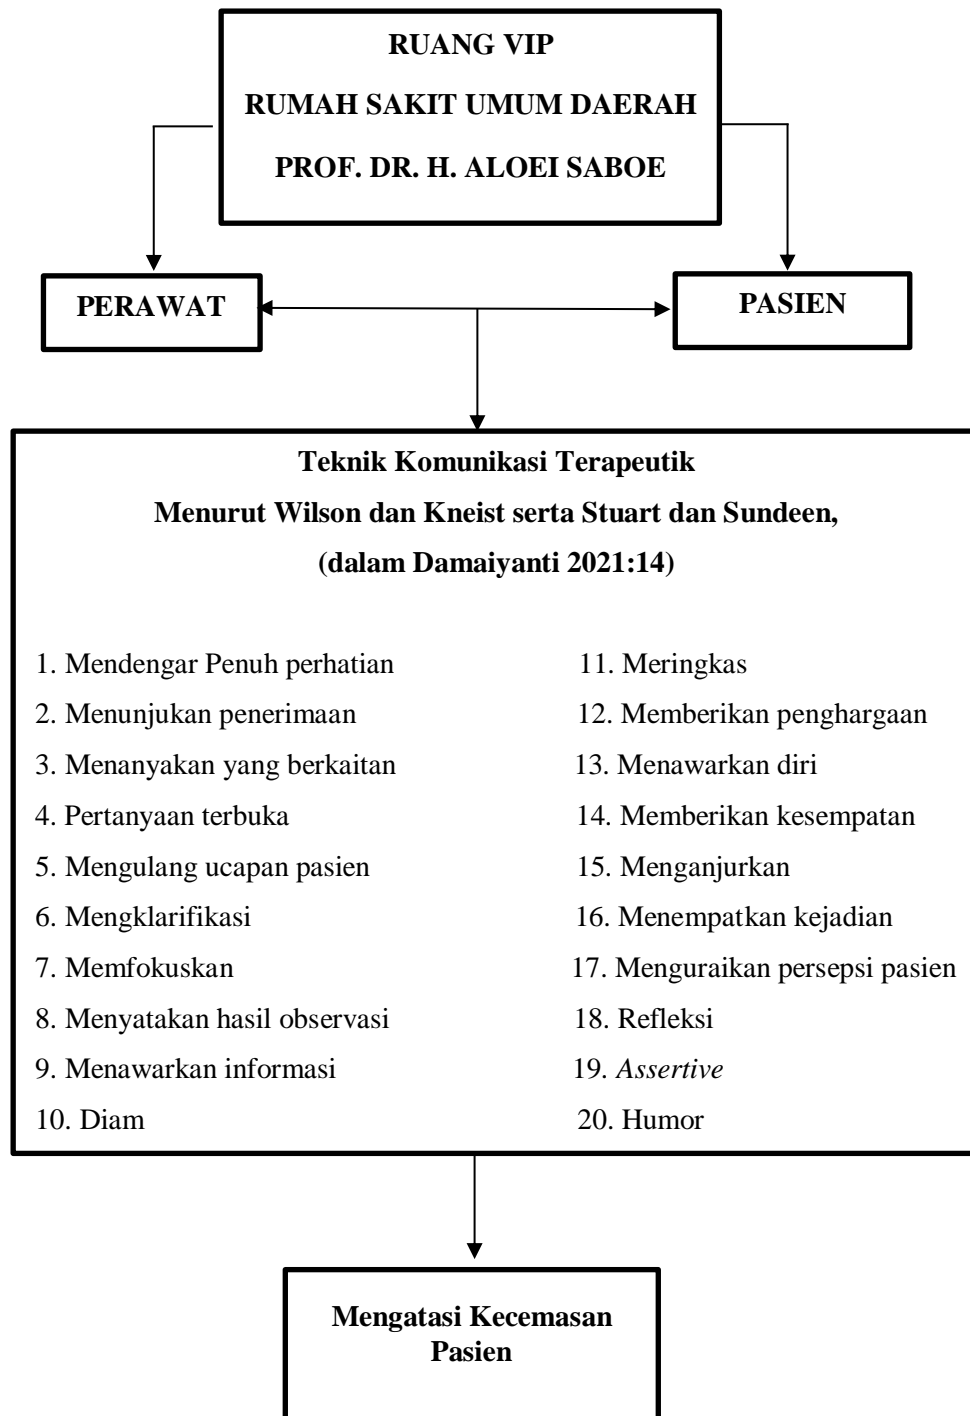 RUANG VIP
RUMAH SAKIT UMUM DAERAH
PROF. DR. H. ALOEI SABOE
PERAWAT
PASIEN
Teknik Komunikasi Terapeutik
Menurut Wilson dan Kneist serta Stuart dan Sundeen,
(dalam Damaiyanti 2021:14)
1. Mendengar Penuh perhatian
2. Menunjukan penerimaan
3. Menanyakan yang berkaitan
4. Pertanyaan terbuka
5. Mengulang ucapan pasien
6. Mengklarifikasi
7. Memfokuskan
8. Menyatakan hasil observasi
9. Menawarkan informasi
10. Diam
11. Meringkas
12. Memberikan penghargaan
13. Menawarkan diri
14. Memberikan kesempatan
15. Menganjurkan
16. Menempatkan kejadian
17. Menguraikan persepsi pasien
18. Refleksi
19. Assertive
20. Humor
Mengatasi Kecemasan
Pasien